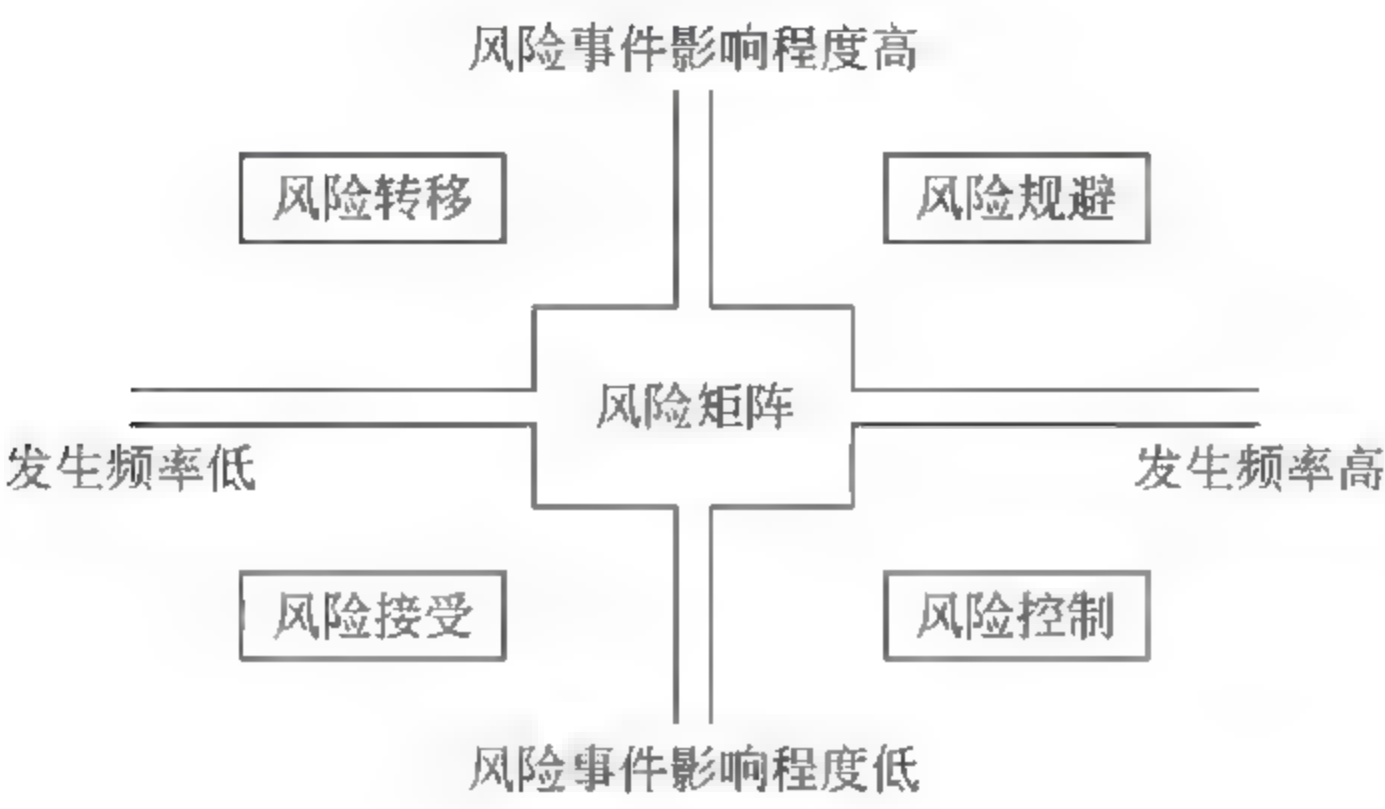 风险事件影响程度高
风险转移
风险规避
风险矩阵
发生频率低
发生频率高
风险接受
风险控制
风险事件影响程度低